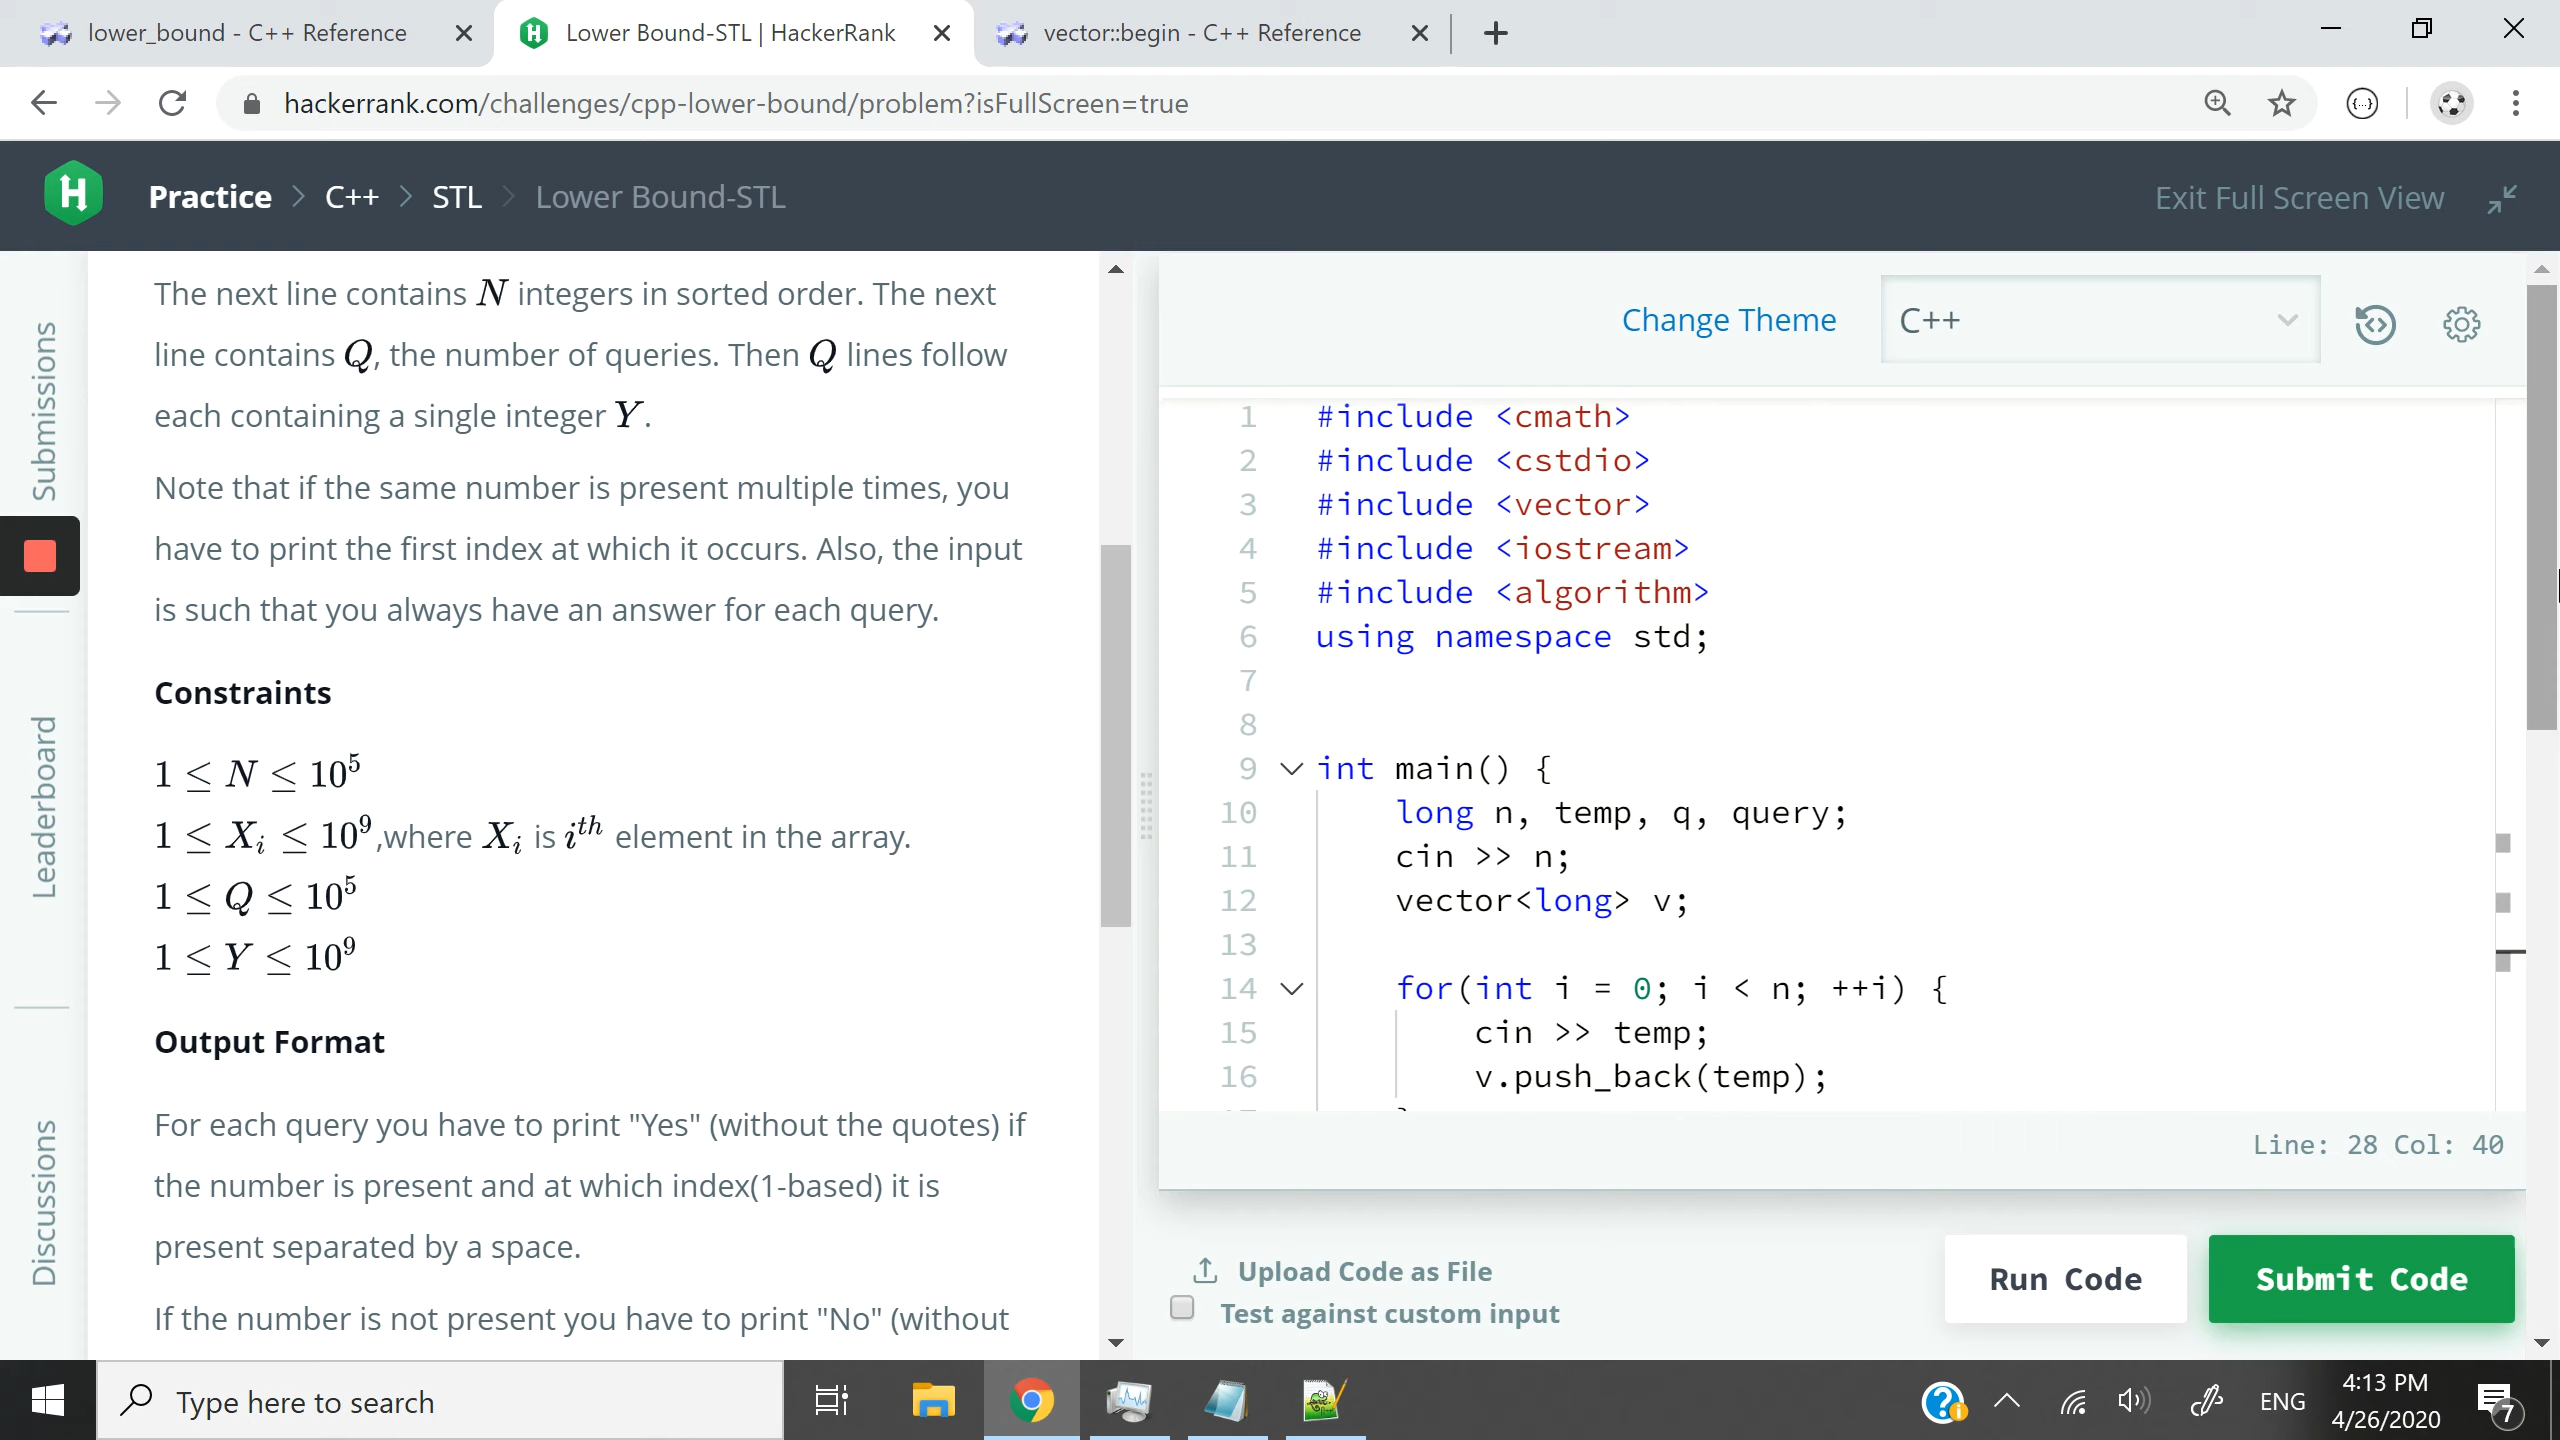 lower_bound - C++ Reference
Lower Bound-STL | HackerRank
vector::begin - C++ Reference
hackerrank.com/challenges/cpp-lower-bound/problem?isFullScreen=true
{...}
H
Practice > C++ > STL > Lower Bound-STL
Exit Full Screen View
Submissions
Leaderboard
Discussions
The next line contains N integers in sorted order. The next
line contains Q, the number of queries. Then Q lines follow
each containing a single integer Y.
Note that if the same number is present multiple times, you
have to print the first index at which it occurs. Also, the input
is such that you always have an answer for each query.
Constraints
1 ≤ N ≤ 10⁵
1 ≤ Xᵢ ≤ 10⁹,where Xᵢ is iᵗʰ element in the array.
1 ≤ Q ≤ 10⁵
1 ≤ Y ≤ 10⁹
Output Format
For each query you have to print "Yes" (without the quotes) if
the number is present and at which index(1-based) it is
present separated by a space.
If the number is not present you have to print "No" (without
Change Theme
C++
1 #include <cmath>
2 #include <cstdio>
3 #include <vector>
4 #include <iostream>
5 #include <algorithm>
6 using namespace std;
7
8
9 int main() {
10 long n, temp, q, query;
11 cin >> n;
12 vector<long> v;
13
14 for(int i = 0; i < n; ++i) {
15 cin >> temp;
16 v.push_back(temp);
Line: 28 Col: 40
Upload Code as File
Test against custom input
Run Code
Submit Code
Type here to search
ENG
4:13 PM
4/26/2020
7